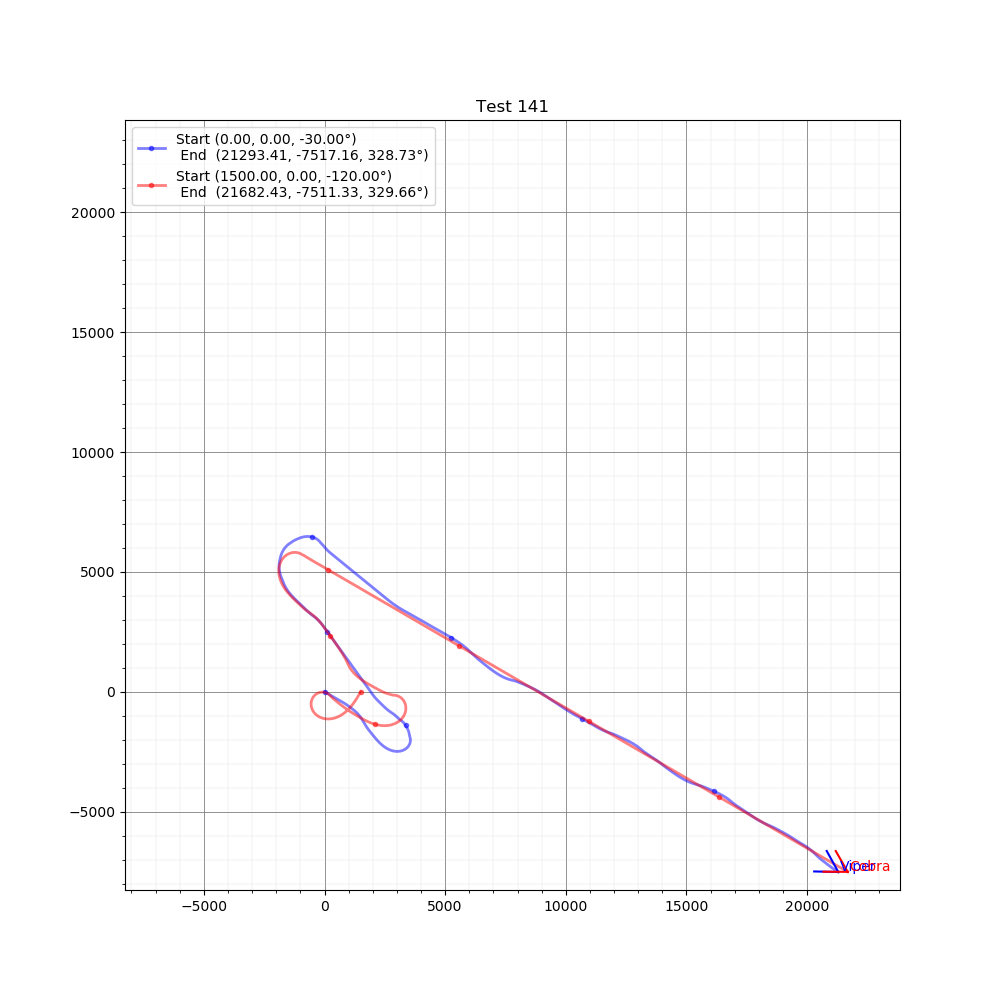 Test 141
Start (0.00, 0.00, -30.00°)
End (21293.41, -7517.16, 328.73°)
Start (1500.00, 0.00, -120.00°)
End (21682.43, -7511.33, 329.66°)
20000
15000
10000
5000
0
−5000
Viper
Cobra
−5000
0
5000
10000
15000
20000